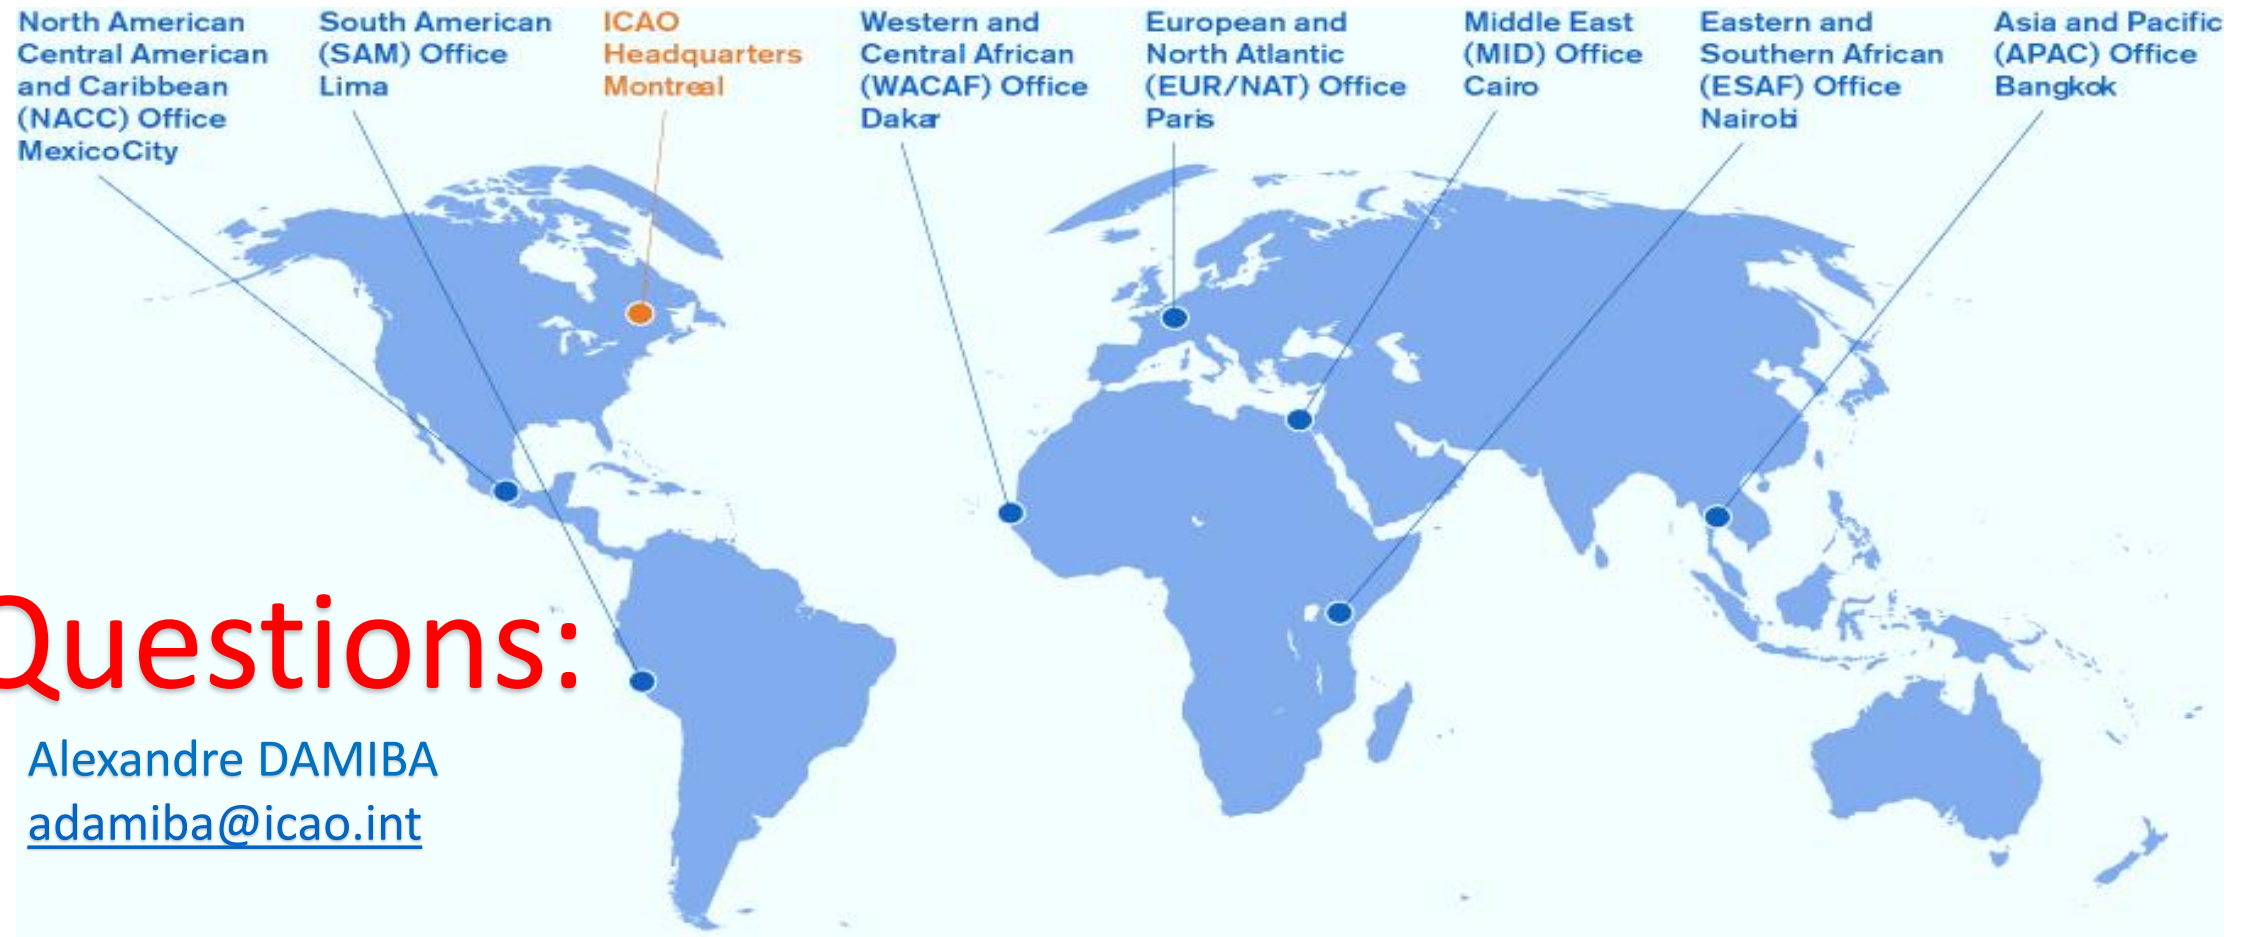 North American
Central American
and Caribbean
(NACC) Office
MexicoCity
South American
(SAM) Office
Lima
ICAO
Headquarters
Montreal
Western and
Central African
(WACAF) Office
Dakar
European and
North Atlantic
(EUR/NAT) Office
Paris
Middle East
(MID) Office
Cairo
Eastern and
Southern African
(ESAF) Office
Nairobi
Asia and Pacific
(APAC) Office
Bangkok
Questions:
Alexandre DAMIBA
adamiba@icao.int